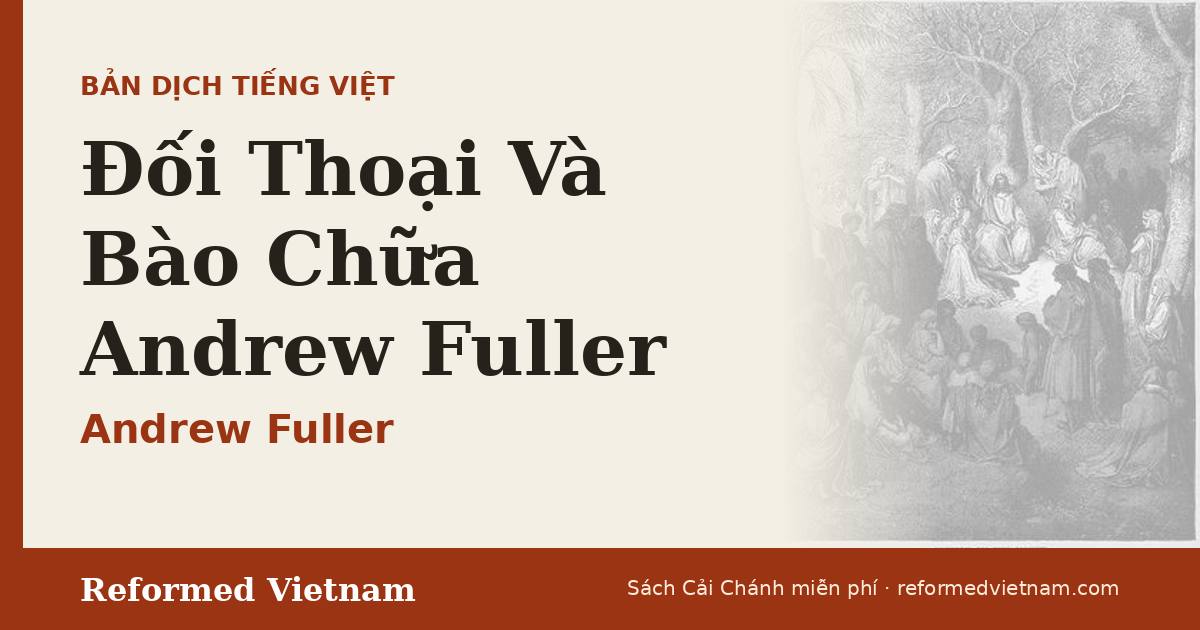 BẢN DỊCH TIẾNG VIỆT
Đối Thoại Và
Bào Chữa
Andrew Fuller
Andrew Fuller
Reformed Vietnam
Sách Cải Chánh miễn phí · reformedvietnam.com